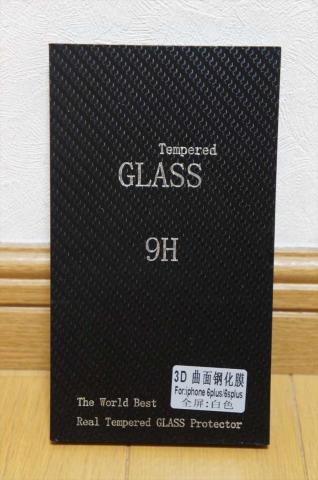 Tempered
GLASS
9H
3D 曲面钢化膜
For:iphone 6plus/6splus
全屏:白色
The World Best
Real Tempered GLASS Protector